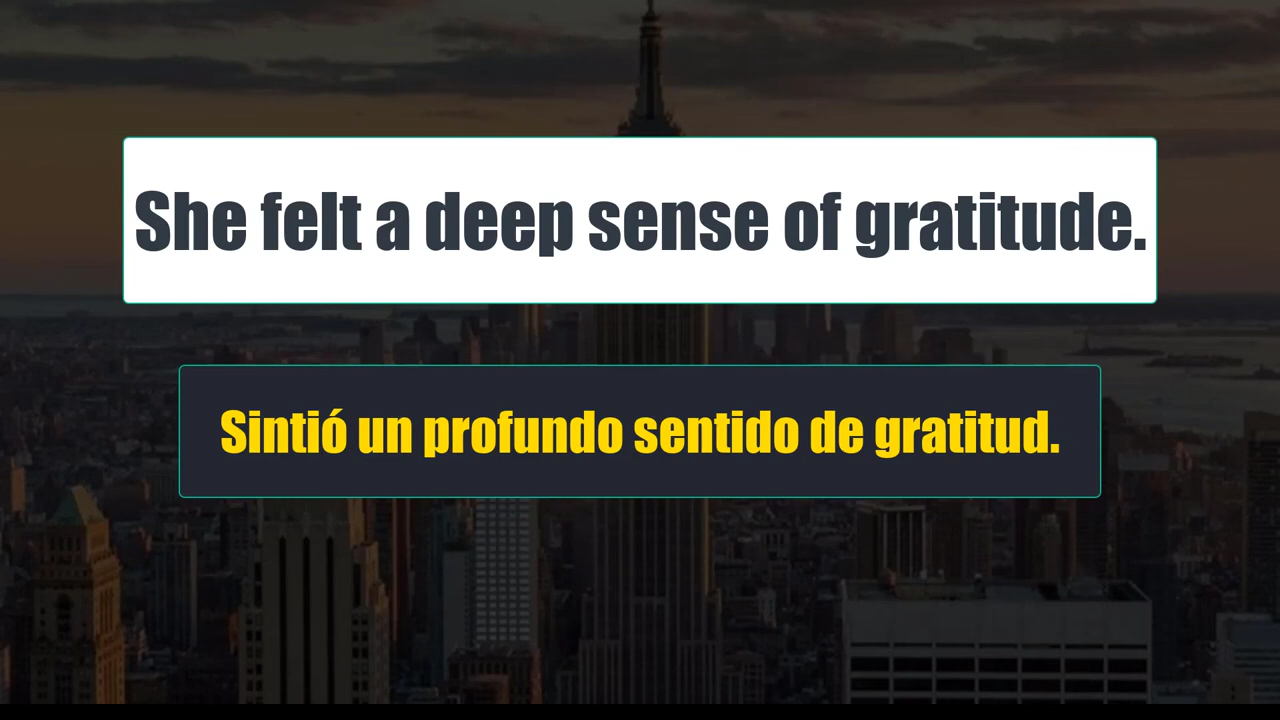 She felt a deep sense of gratitude.
Sintió un profundo sentido de gratitud.